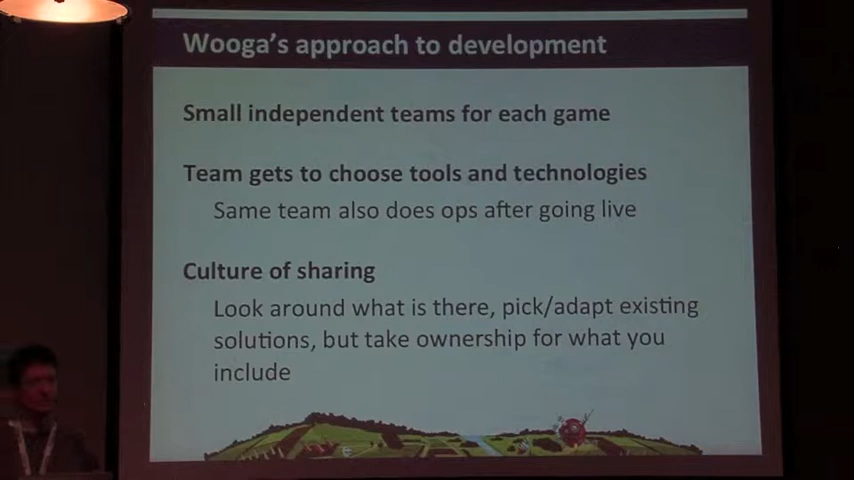 Wooga's approach to development
Small independent teams for each game
Team gets to choose tools and technologies
Same team also does ops after going live
Culture of sharing
Look around what is there, pick/adapt existing
solutions, but take ownership for what you
include